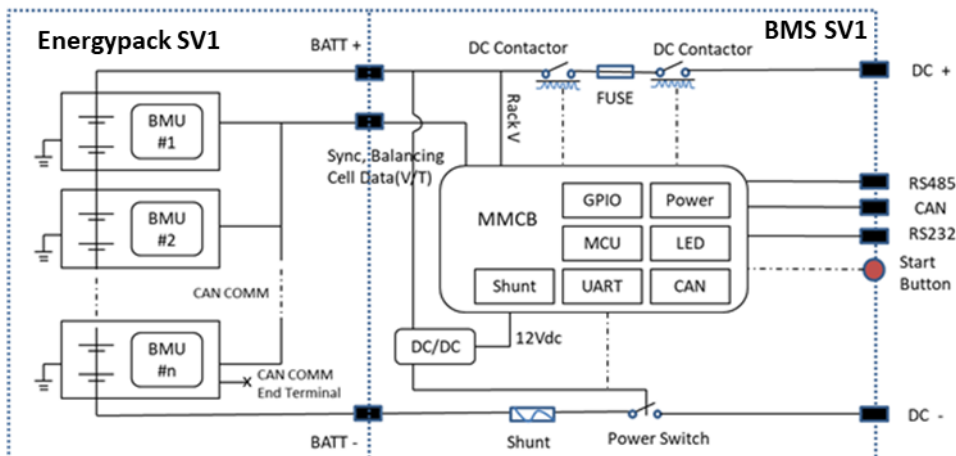 Energypack SV1
BMS SV1
BATT +
DC Contactor
DC Contactor
DC +
FUSE
Rack V
BMU
#1
Sync, Balancing
Cell Data(V/T)
BMU
#2
MMCB
GPIO
Power
MCU
LED
Shunt
UART
CAN
RS485
CAN
RS232
Start
Button
CAN COMM
12Vdc
DC/DC
BMU
#n
CAN COMM
End Terminal
BATT -
Shunt
Power Switch
DC -